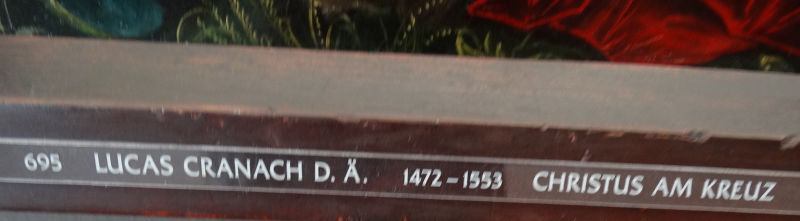 695 LUCAS CRANACH D. Ä. 1472-1553 CHRISTUS AM KREUZ